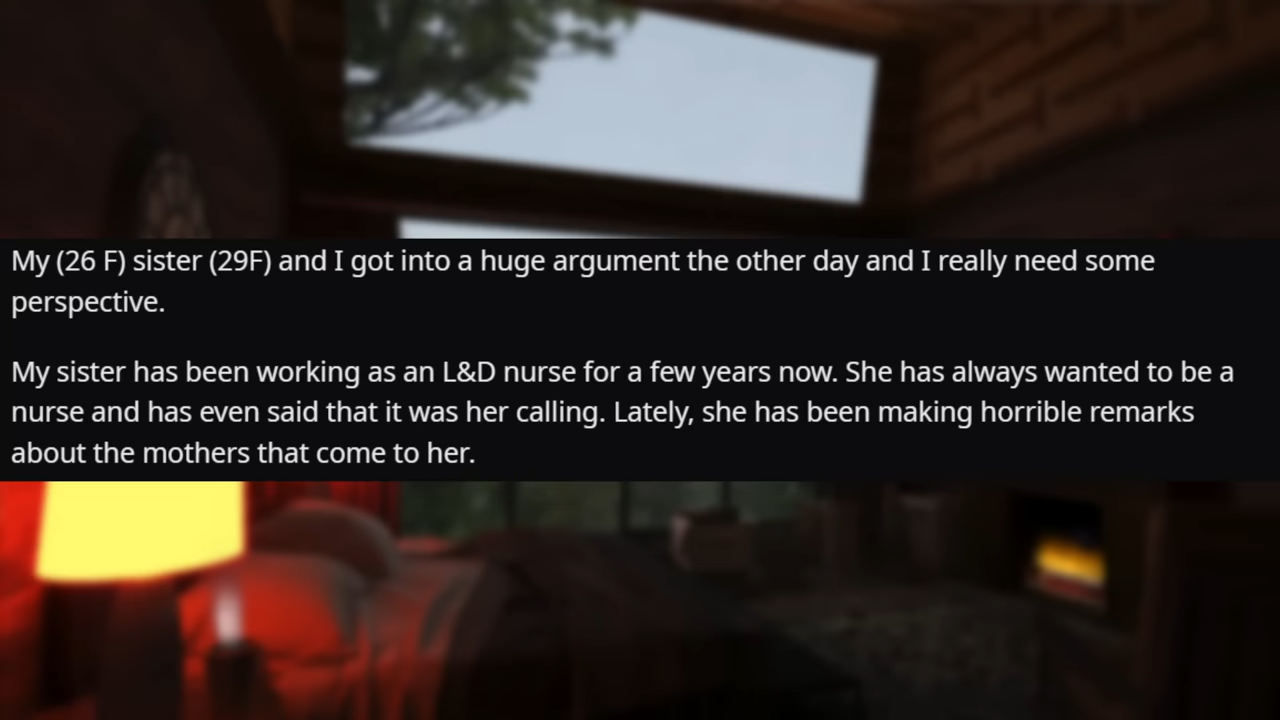 My (26 F) sister (29F) and I got into a huge argument the other day and I really need some
perspective.
My sister has been working as an L&D nurse for a few years now. She has always wanted to be a
nurse and has even said that it was her calling. Lately, she has been making horrible remarks
about the mothers that come to her.